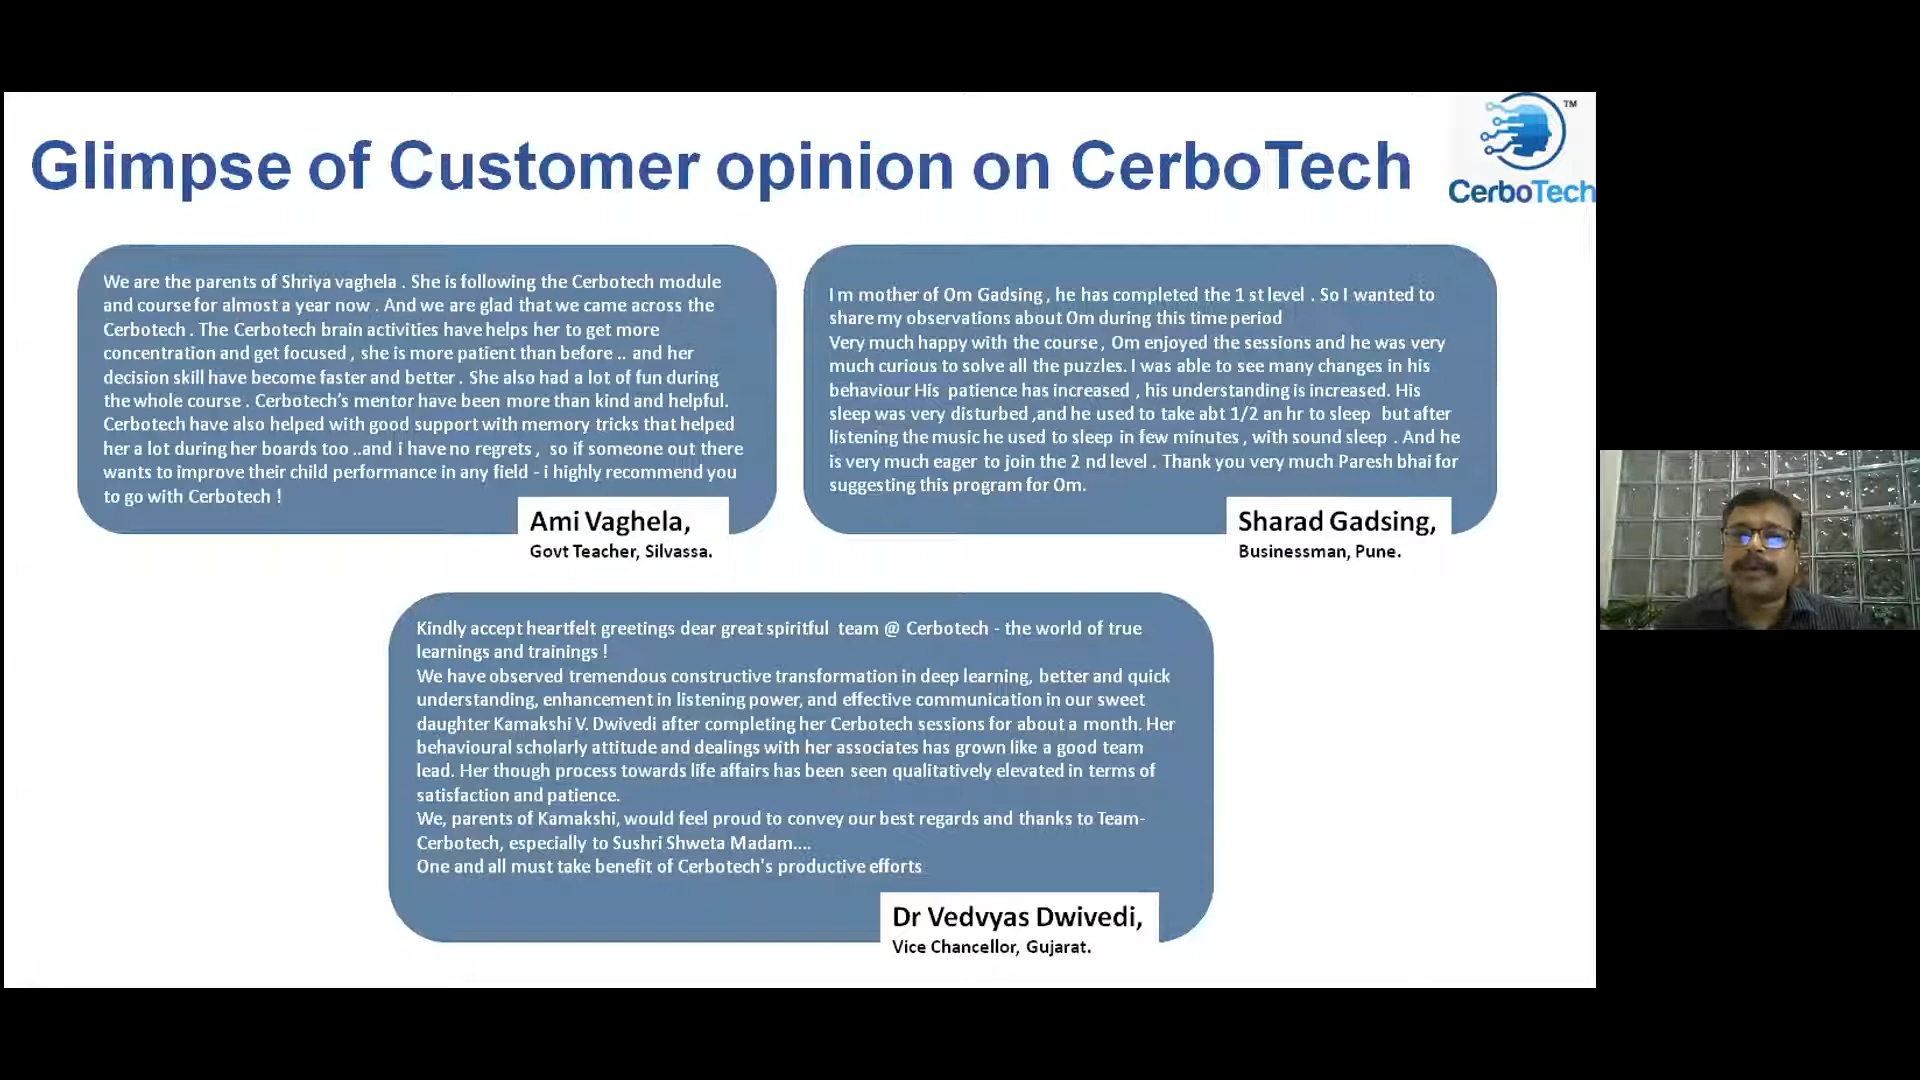 Glimpse of Customer opinion on CerboTech
TM
CerboTech
We are the parents of Shriya vaghela . She is following the Cerbotech module
and course for almost a year now . And we are glad that we came across the
Cerbotech . The Cerbotech brain activities have helps her to get more
concentration and get focused , she is more patient than before .. and her
decision skill have become faster and better . She also had a lot of fun during
the whole course . Cerbotech’s mentor have been more than kind and helpful.
Cerbotech have also helped with good support with memory tricks that helped
her a lot during her boards too ..and i have no regrets , so if someone out there
wants to improve their child performance in any field - i highly recommend you
to go with Cerbotech !
Ami Vaghela,
Govt Teacher, Silvassa.
I m mother of Om Gadsing , he has completed the 1 st level . So I wanted to
share my observations about Om during this time period
Very much happy with the course , Om enjoyed the sessions and he was very
much curious to solve all the puzzles. I was able to see many changes in his
behaviour His patience has increased , his understanding is increased. His
sleep was very disturbed ,and he used to take abt 1/2 an hr to sleep but after
listening the music he used to sleep in few minutes , with sound sleep . And he
is very much eager to join the 2 nd level . Thank you very much Paresh bhai for
suggesting this program for Om.
Sharad Gadsing,
Businessman, Pune.
Kindly accept heartfelt greetings dear great spiritful team @ Cerbotech - the world of true
learnings and trainings !
We have observed tremendous constructive transformation in deep learning, better and quick
understanding, enhancement in listening power, and effective communication in our sweet
daughter Kamakshi V. Dwivedi after completing her Cerbotech sessions for about a month. Her
behavioural scholarly attitude and dealings with her associates has grown like a good team
lead. Her though process towards life affairs has been seen qualitatively elevated in terms of
satisfaction and patience.
We, parents of Kamakshi, would feel proud to convey our best regards and thanks to Team-
Cerbotech, especially to Sushri Shweta Madam....
One and all must take benefit of Cerbotech's productive efforts
Dr Vedvyas Dwivedi,
Vice Chancellor, Gujarat.